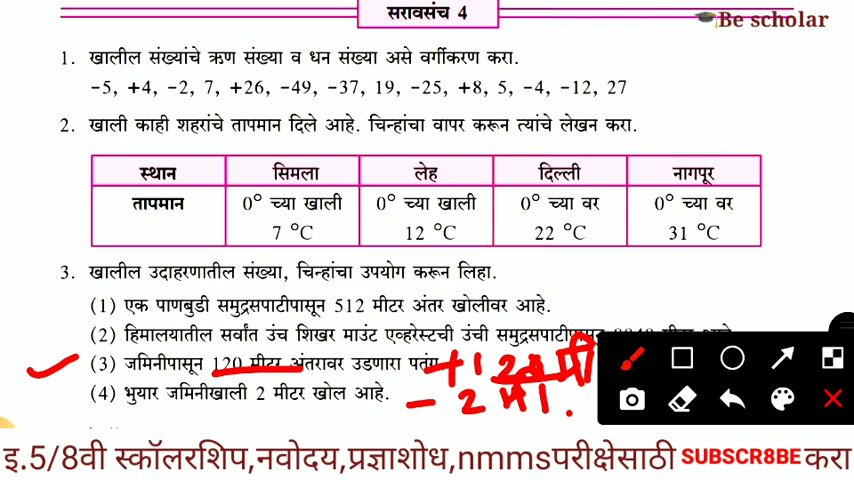 सरावसंच 4
Be scholar
1. खालील संख्यांचे ऋण संख्या व धन संख्या असे वर्गीकरण करा.
-5, +4, -2, 7, +26, -49, -37, 19, -25, +8, 5, -4, -12, 27
2. खाली काही शहरांचे तापमान दिले आहे. चिन्हांचा वापर करून त्यांचे लेखन करा.
स्थान सिमला लेह दिल्ली नागपूर
तापमान 0° च्या खाली 0° च्या खाली 0° च्या वर 0° च्या वर
7 °C 12 °C 22 °C 31 °C
3. खालील उदाहरणातील संख्या, चिन्हांचा उपयोग करून लिहा.
(1) एक पाणबुडी समुद्रसपाटीपासून 512 मीटर अंतर खोलीवर आहे.
(2) हिमालयातील सर्वांत उंच शिखर माउंट एव्हरेस्टची उंची समुद्रसपाटीपासून
(3) जमिनीपासून 120 मीटर अंतरावर उडणारा पतंग
(4) भुयार जमिनीखाली 2 मीटर खोल आहे.
इ.5/8वी स्कॉलरशिप,नवोदय,प्रज्ञाशोध,nmmsपरीक्षेसाठी SUBSCR8BE करा